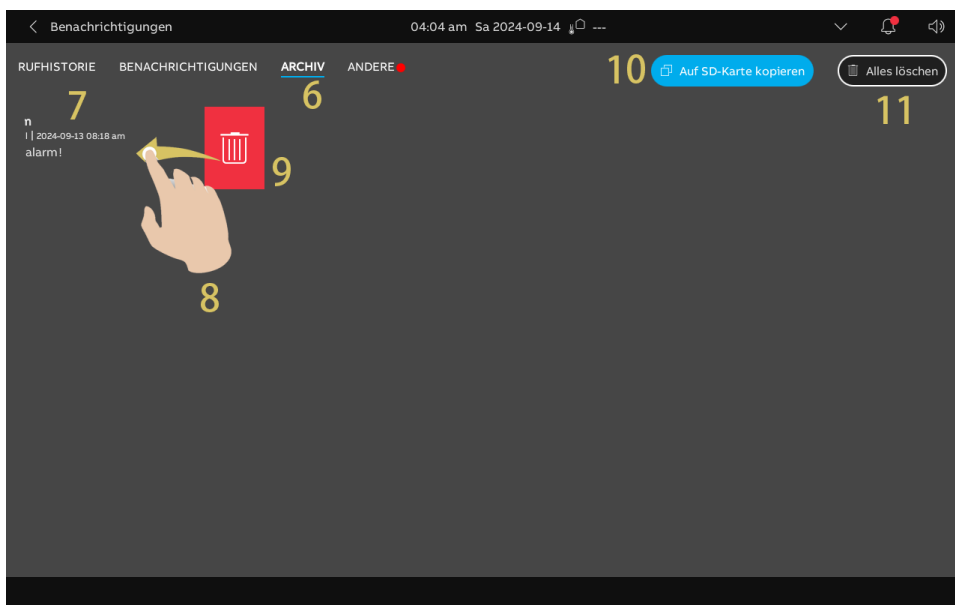 Benachrichtigungen 04:04 am Sa 2024-09-14 ---
RUFHISTORIE BENACHRICHTIGUNGEN ARCHIV ANDERE 10 Auf SD-Karte kopieren Alles löschen
7 6 11
n
l | 2024-09-13 08:18 am
alarm!
9
8